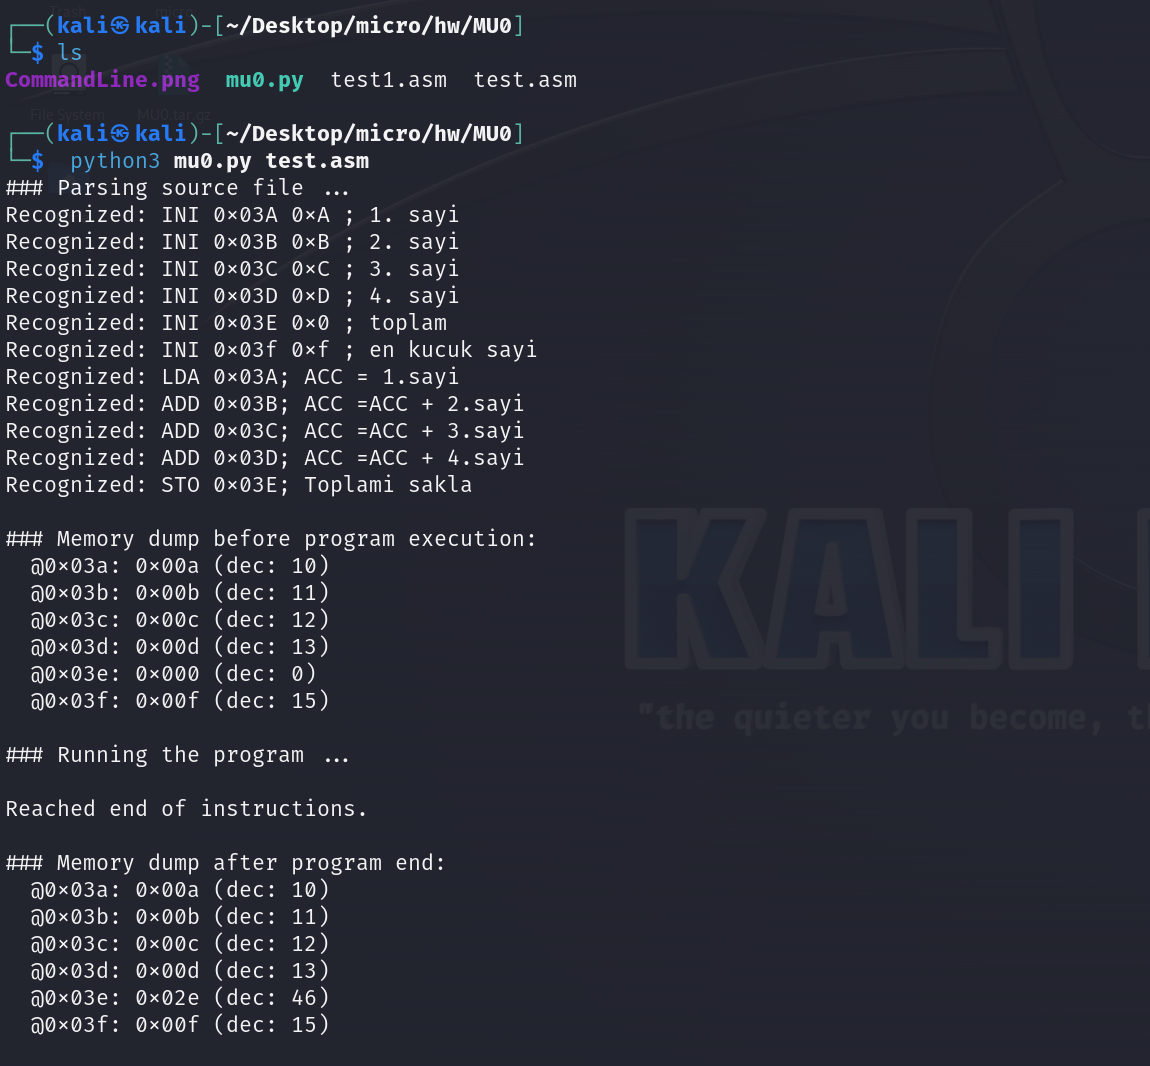 ┌──(kali㉿kali)-[~/Desktop/micro/hw/MU0]
└─$ ls
CommandLine.png  mu0.py  test1.asm  test.asm
┌──(kali㉿kali)-[~/Desktop/micro/hw/MU0]
└─$  python3 mu0.py test.asm
### Parsing source file ...
Recognized: INI 0x03A 0xA ; 1. sayi
Recognized: INI 0x03B 0xB ; 2. sayi
Recognized: INI 0x03C 0xC ; 3. sayi
Recognized: INI 0x03D 0xD ; 4. sayi
Recognized: INI 0x03E 0x0 ; toplam
Recognized: INI 0x03f 0xf ; en kucuk sayi
Recognized: LDA 0x03A; ACC = 1.sayi
Recognized: ADD 0x03B; ACC =ACC + 2.sayi
Recognized: ADD 0x03C; ACC =ACC + 3.sayi
Recognized: ADD 0x03D; ACC =ACC + 4.sayi
Recognized: STO 0x03E; Toplami sakla
### Memory dump before program execution:
  @0x03a: 0x00a (dec: 10)
  @0x03b: 0x00b (dec: 11)
  @0x03c: 0x00c (dec: 12)
  @0x03d: 0x00d (dec: 13)
  @0x03e: 0x000 (dec: 0)
  @0x03f: 0x00f (dec: 15)
### Running the program ...
Reached end of instructions.
### Memory dump after program end:
  @0x03a: 0x00a (dec: 10)
  @0x03b: 0x00b (dec: 11)
  @0x03c: 0x00c (dec: 12)
  @0x03d: 0x00d (dec: 13)
  @0x03e: 0x02e (dec: 46)
  @0x03f: 0x00f (dec: 15)
Trash
micro
File System
MU0.tar.gz
KALI
"the quieter you become, t